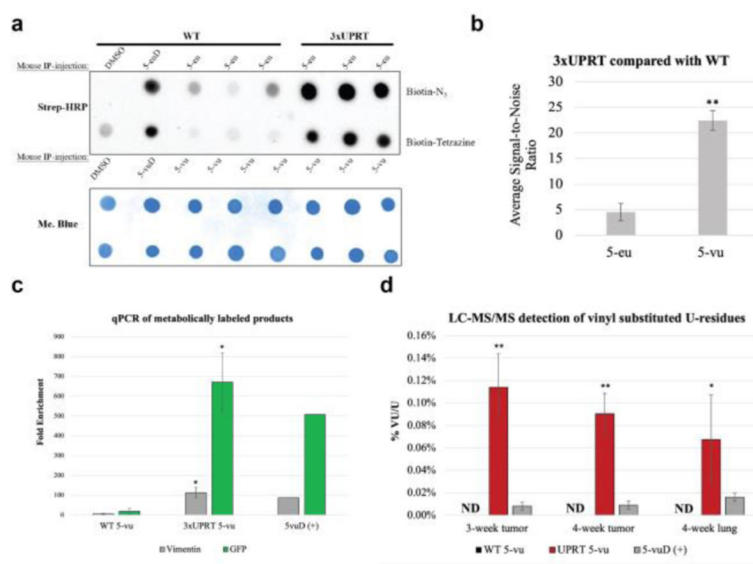 a
WT
3xUPRT
Mouse IP-injection: DMSO 5-euD 5-eu 5-eu 5-eu 5-eu 5-eu 5-eu
Strep-HRP
Biotin-N3
Biotin-Tetrazine
Mouse IP-injection: DMSO 5-vuD 5-vu 5-vu 5-vu 5-vu 5-vu 5-vu
Me. Blue
b
3xUPRT compared with WT
Average Signal-to-Noise
Ratio
30
25
20
15
10
5
0
**
5-eu
5-vu
c
qPCR of metabolically labeled products
Fold Enrichment
900
800
700
600
500
400
300
200
100
0
*
*
WT 5-vu
3xUPRT 5-vu
5vuD (+)
Vimentin
GFP
d
LC-MS/MS detection of vinyl substituted U-residues
% VU/U
0.16%
0.14%
0.12%
0.10%
0.08%
0.06%
0.04%
0.02%
0.00%
**
**
*
ND
ND
ND
3-week tumor
4-week tumor
4-week lung
WT 5-vu
UPRT 5-vu
5-vuD (+)